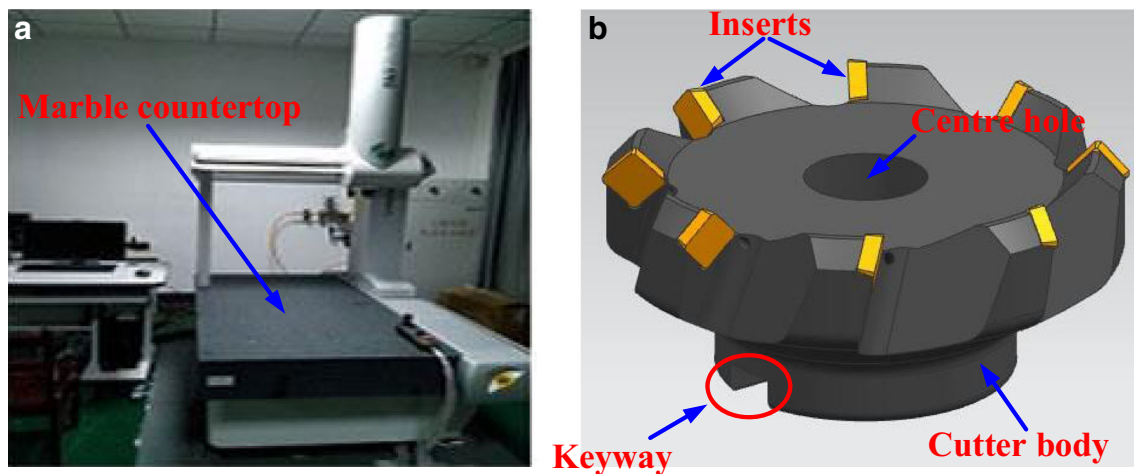 a
b
Inserts
Marble countertop
Centre hole
Keyway
Cutter body